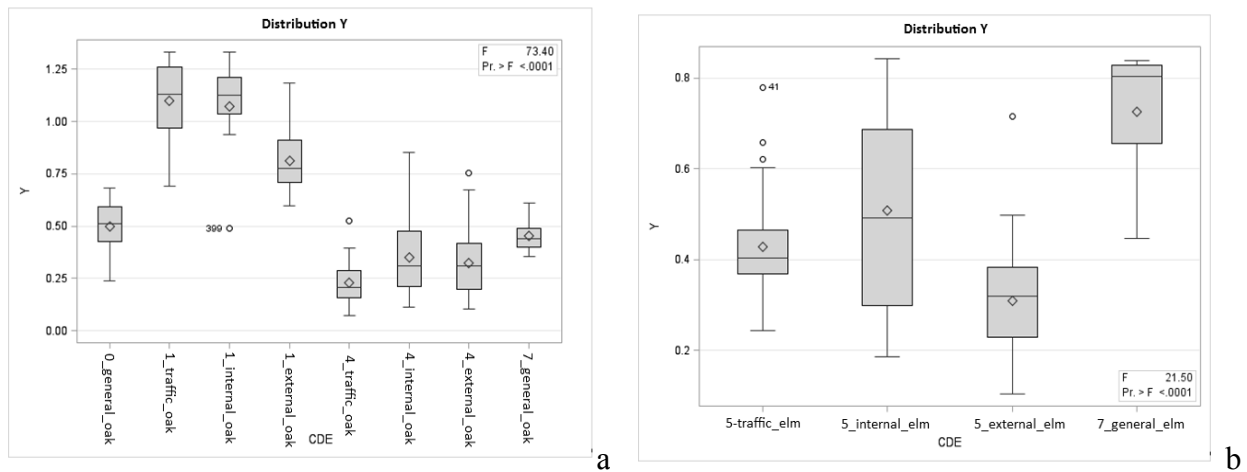 Distribution Y
F 73.40
Pr. > F <.0001
1.25
1.00
0.75
0.50
0.25
0.00
Y
399
0_general_oak
1_traffic_oak
1_internal_oak
1_external_oak
4_traffic_oak
4_internal_oak
4_external_oak
7_general_oak
CDE
a
Distribution Y
0.8
0.6
0.4
0.2
Y
41
F 21.50
Pr. > F <.0001
5-traffic_elm
5_internal_elm
5_external_elm
7_general_elm
CDE
b